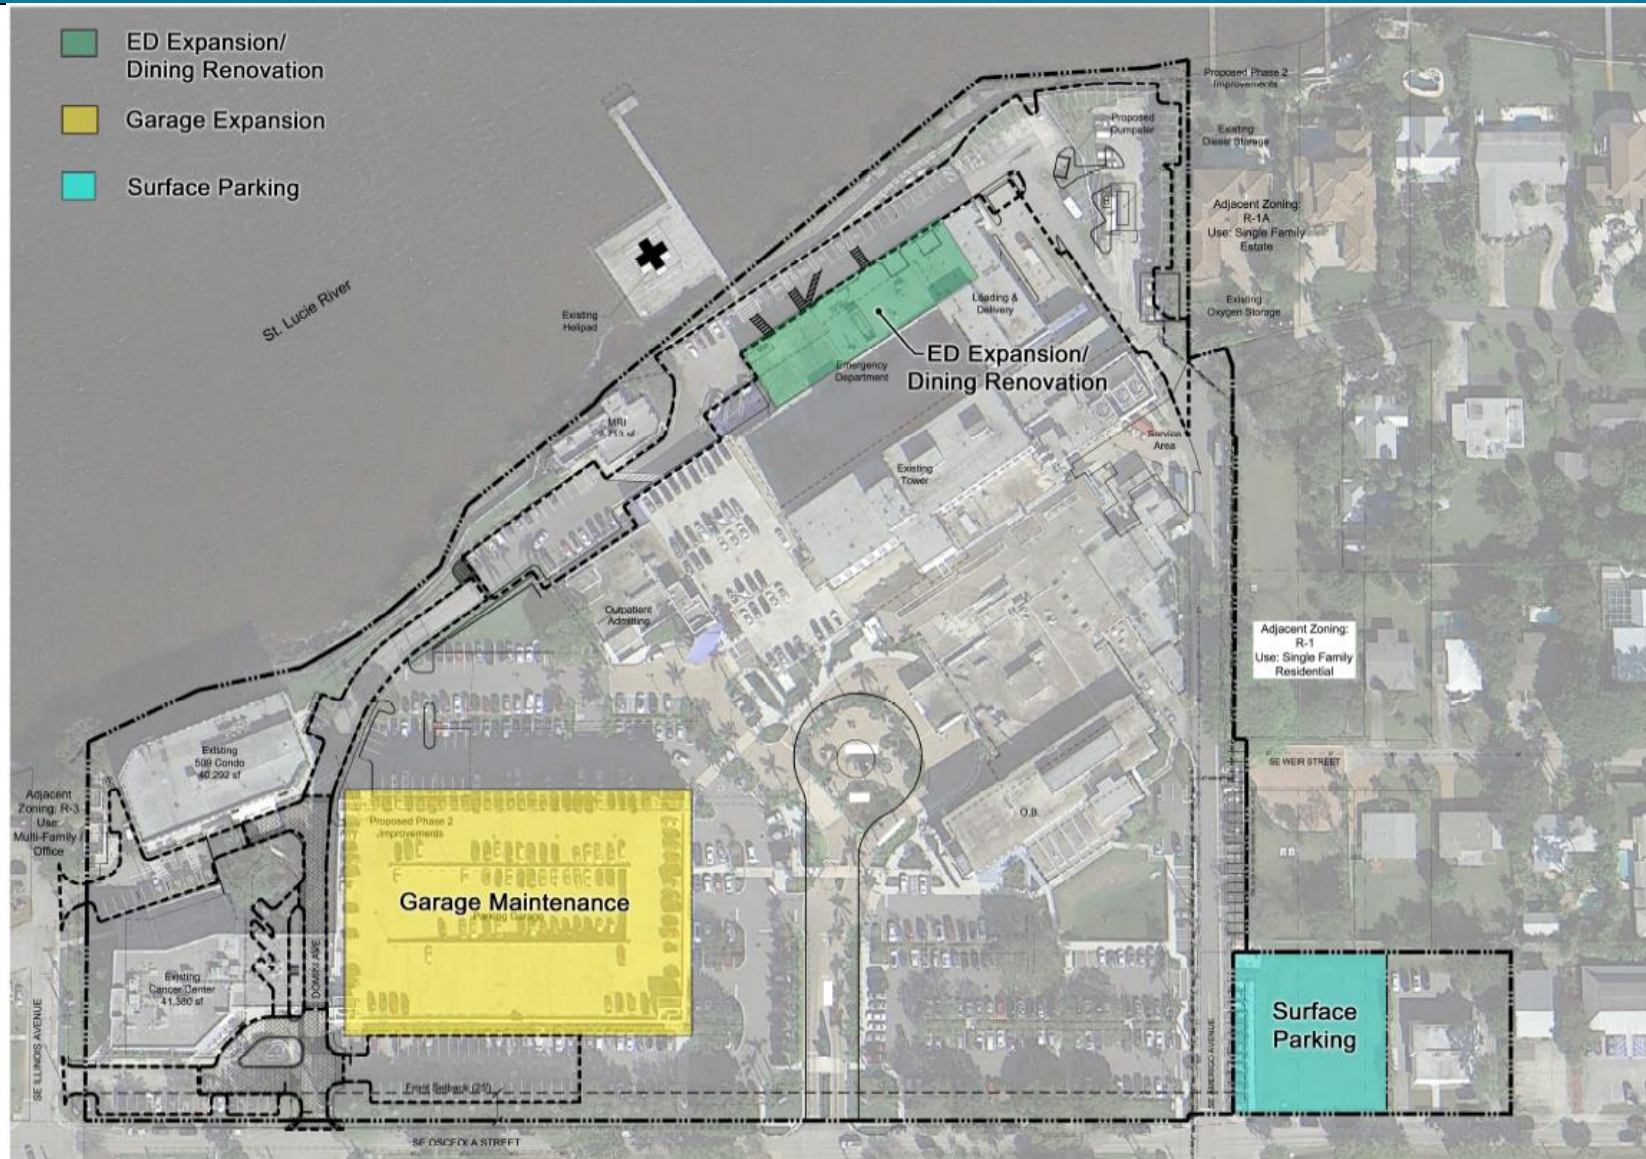 ED Expansion/
Dining Renovation
Garage Expansion
Surface Parking
St. Lucie River
Existing
Helipad
Proposed Phase 2
Improvements
Proposed
Dumpster
Existing
Diesel Storage
Adjacent Zoning:
R-1A
Use: Single Family
Estate
Existing
Oxygen Storage
Loading &
Delivery
ED Expansion/
Dining Renovation
Emergency
Department
MRI
Service
Area
Existing
Tower
Outpatient
Admitting
Adjacent Zoning:
R-1
Use: Single Family
Residential
SE WEIR STREET
Existing
509 Condo
40,292 sf
Adjacent
Zoning: R-3
Use:
Multi-Family /
Office
Proposed Phase 2
Improvements
O.B.
Garage Maintenance
Parking Garage
Existing
Cancer Center
41,380 sf
SE ILLINOIS AVENUE
Surface
Parking
SE AMERIGO AVENUE
Front Setback (25')
SE OSCEOLA STREET